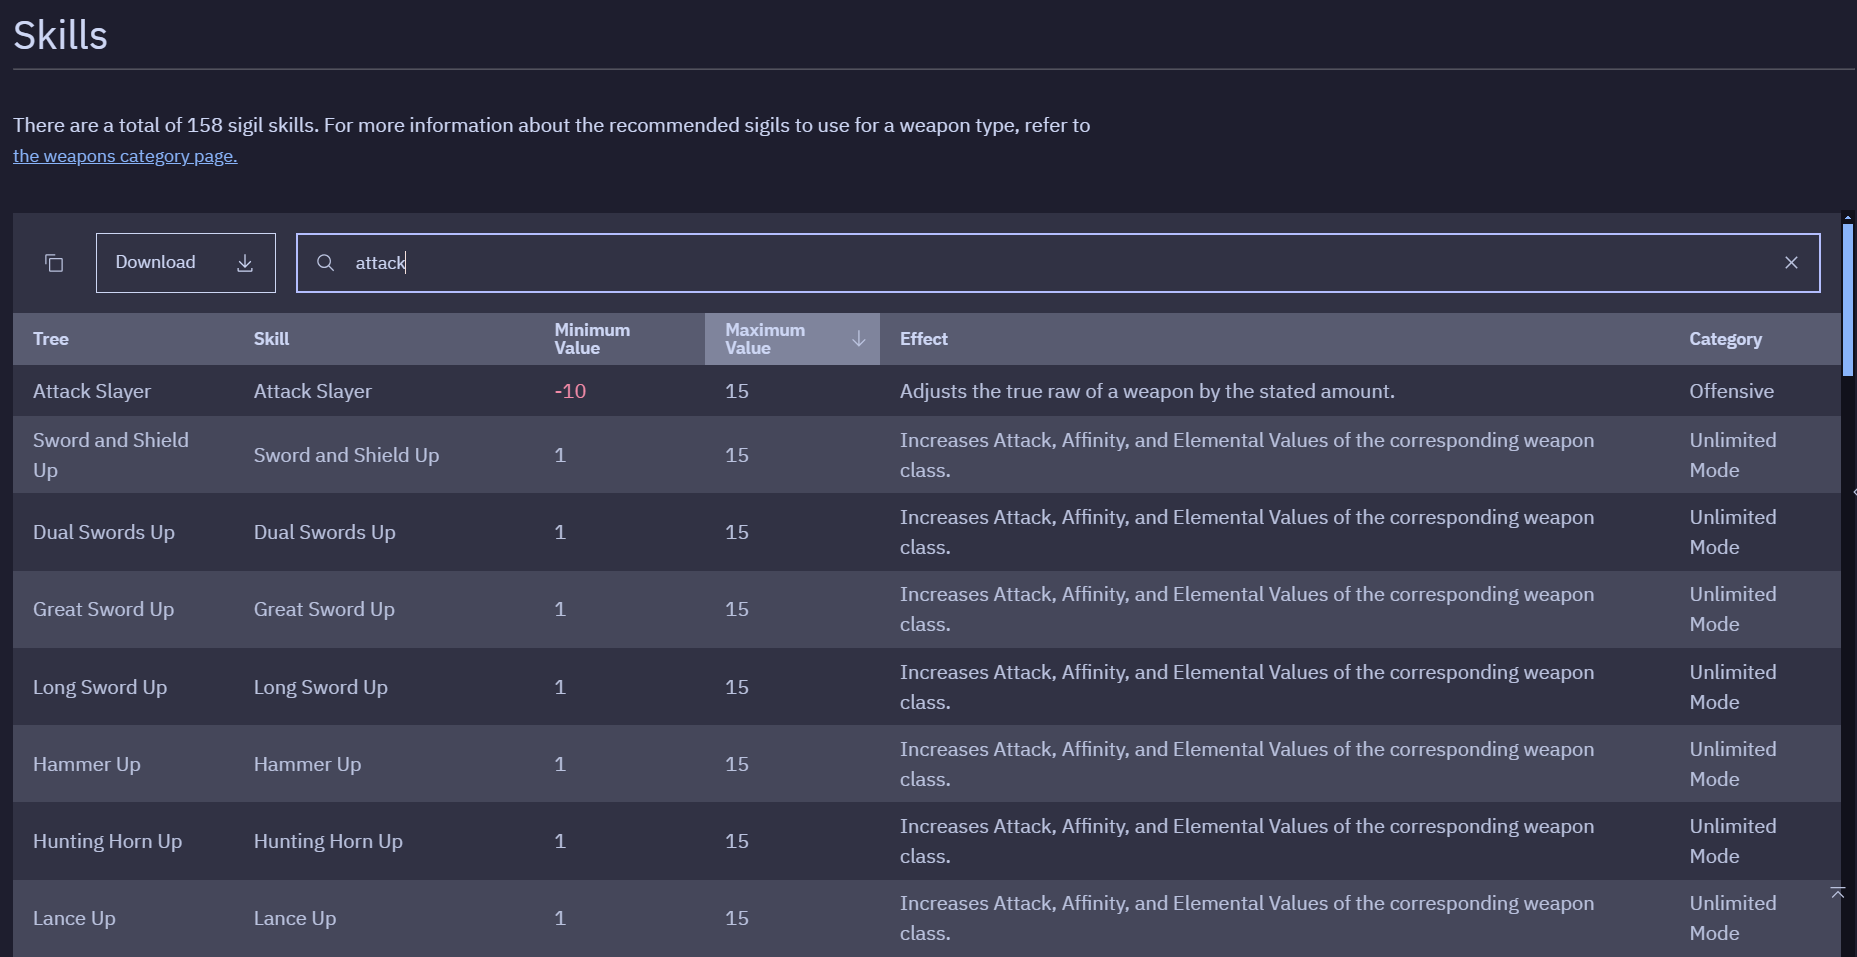 Skills
There are a total of 158 sigil skills. For more information about the recommended sigils to use for a weapon type, refer to
the weapons category page.
Download
attack
Tree Skill Minimum Value Maximum Value Effect Category
Attack Slayer Attack Slayer -10 15 Adjusts the true raw of a weapon by the stated amount. Offensive
Sword and Shield Up Sword and Shield Up 1 15 Increases Attack, Affinity, and Elemental Values of the corresponding weapon class. Unlimited Mode
Dual Swords Up Dual Swords Up 1 15 Increases Attack, Affinity, and Elemental Values of the corresponding weapon class. Unlimited Mode
Great Sword Up Great Sword Up 1 15 Increases Attack, Affinity, and Elemental Values of the corresponding weapon class. Unlimited Mode
Long Sword Up Long Sword Up 1 15 Increases Attack, Affinity, and Elemental Values of the corresponding weapon class. Unlimited Mode
Hammer Up Hammer Up 1 15 Increases Attack, Affinity, and Elemental Values of the corresponding weapon class. Unlimited Mode
Hunting Horn Up Hunting Horn Up 1 15 Increases Attack, Affinity, and Elemental Values of the corresponding weapon class. Unlimited Mode
Lance Up Lance Up 1 15 Increases Attack, Affinity, and Elemental Values of the corresponding weapon class. Unlimited Mode